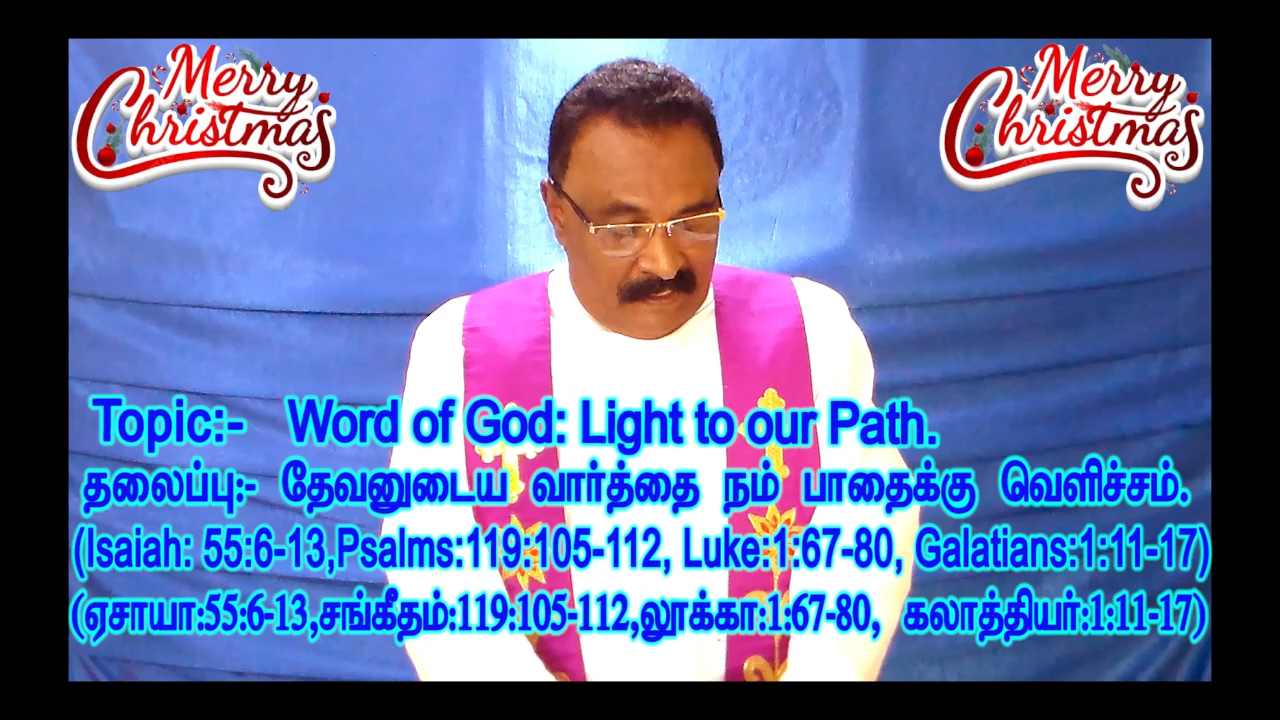 Merry
Christmas
Merry
Christmas
Topic:- Word of God: Light to our Path.
தலைப்பு:- தேவனுடைய வார்த்தை நம் பாதைக்கு வெளிச்சம்.
(Isaiah: 55:6-13,Psalms:119:105-112, Luke:1:67-80, Galatians:1:11-17)
(ஏசாயா:55:6-13,சங்கீதம்:119:105-112,லூக்கா:1:67-80, கலாத்தியர்:1:11-17)